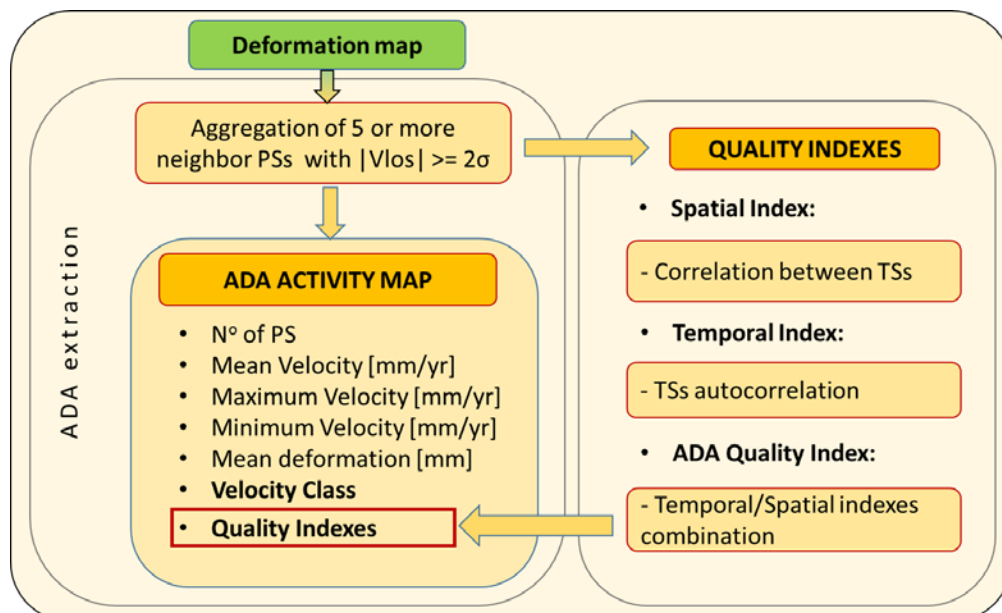 Deformation map
Aggregation of 5 or more
neighbor PSs with |Vlos| >= 2σ
ADA extraction
ADA ACTIVITY MAP
• Nº of PS
• Mean Velocity [mm/yr]
• Maximum Velocity [mm/yr]
• Minimum Velocity [mm/yr]
• Mean deformation [mm]
• Velocity Class
• Quality Indexes
QUALITY INDEXES
• Spatial Index:
- Correlation between TSs
• Temporal Index:
- TSs autocorrelation
• ADA Quality Index:
- Temporal/Spatial indexes
combination